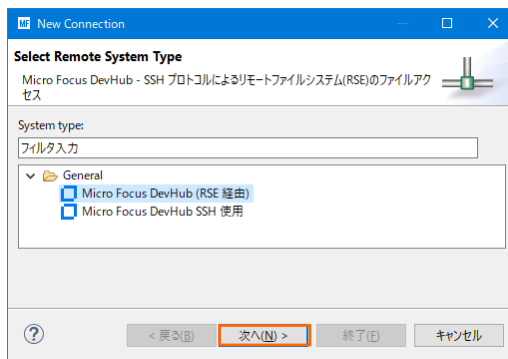 MF New Connection
Select Remote System Type
Micro Focus DevHub - SSH プロトコルによるリモートファイルシステム(RSE)のファイルアク
セス
System type:
フィルタ入力
General
Micro Focus DevHub (RSE 経由)
Micro Focus DevHub SSH 使用
?
< 戻る(B)
次へ(N) >
終了(F)
キャンセル